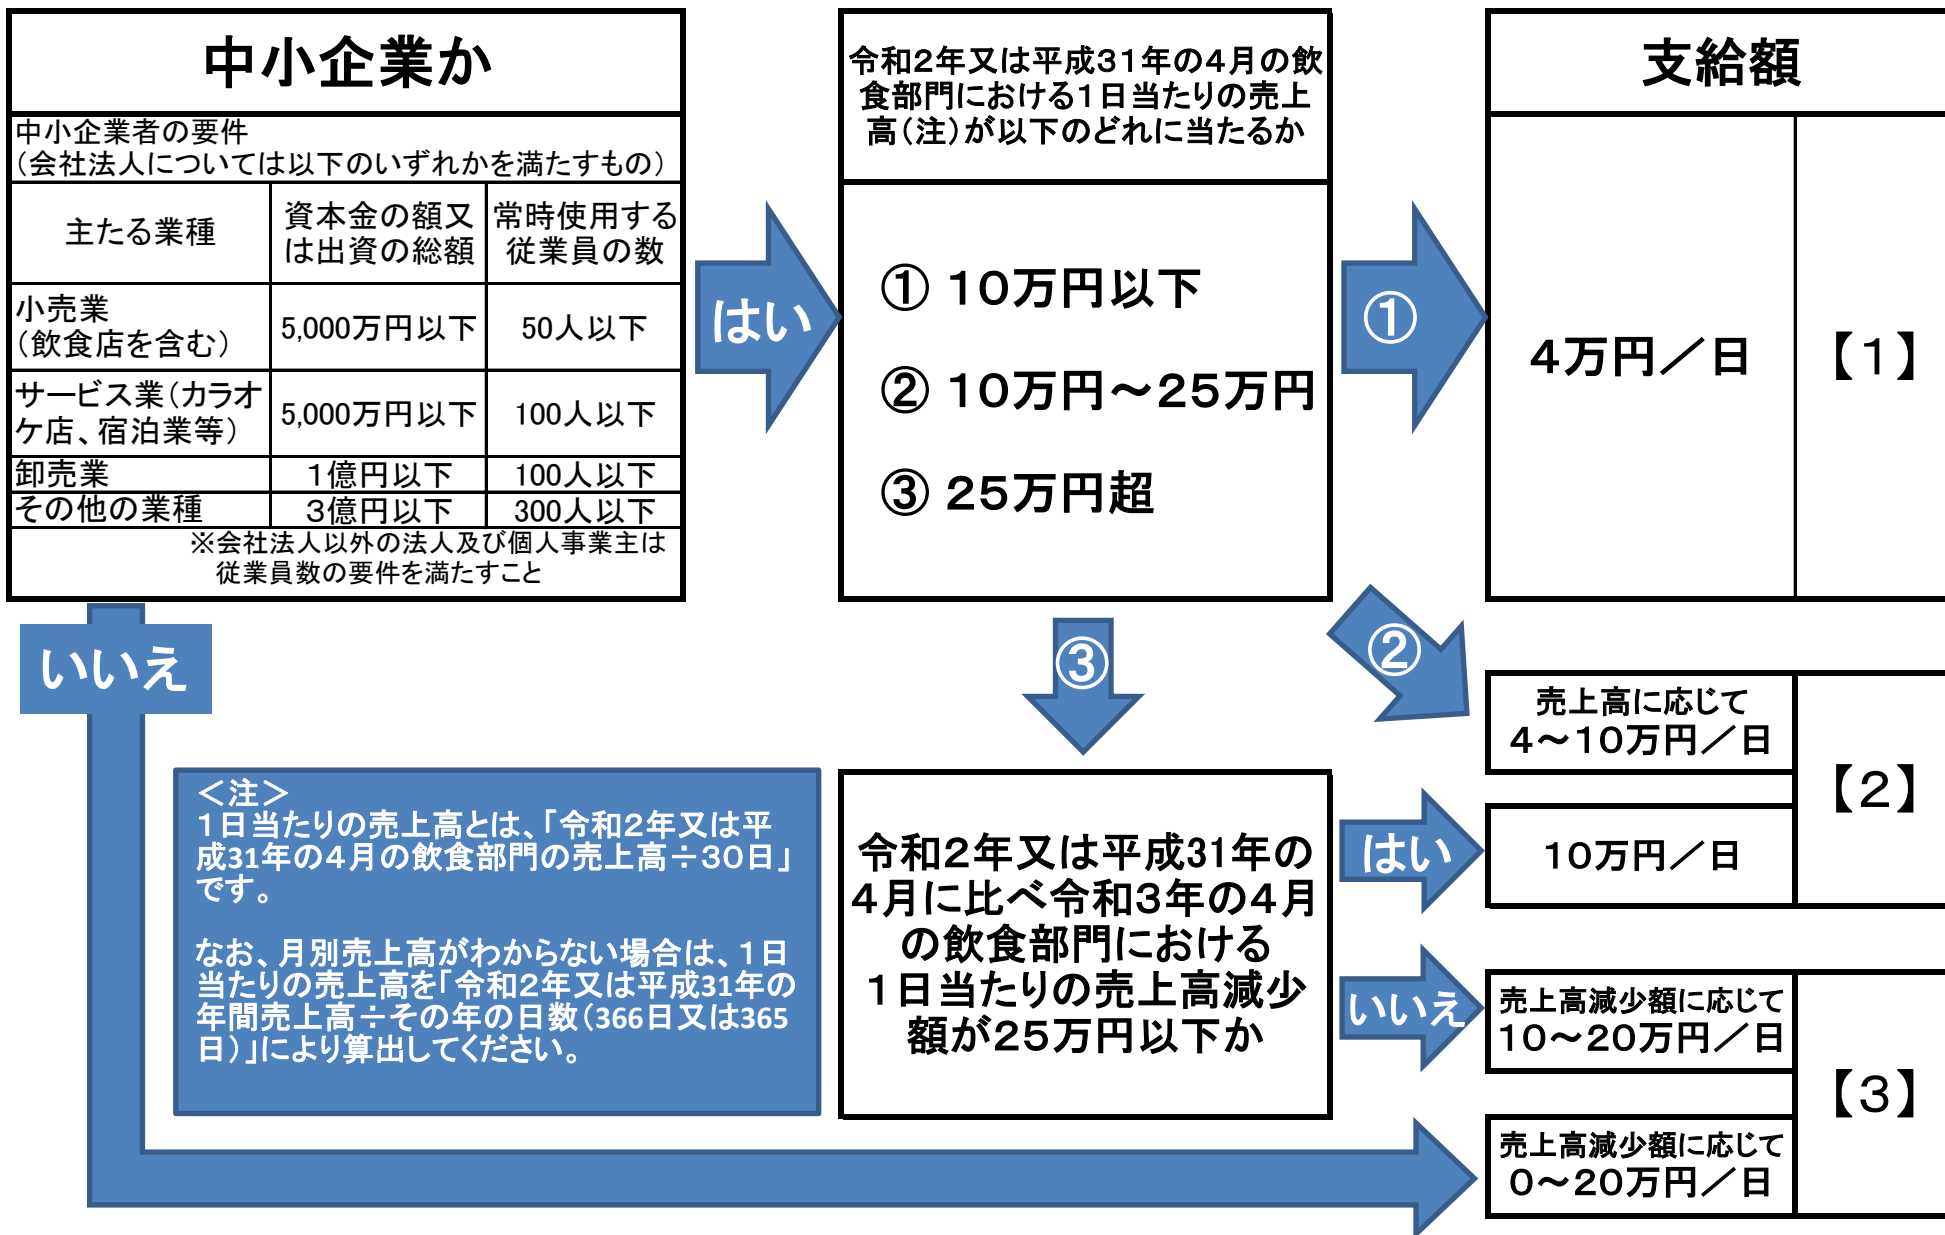 中小企業か
中小企業者の要件
（会社法人については以下のいずれかを満たすもの）
主たる業種
資本金の額又
は出資の総額
常時使用する
従業員の数
小売業
（飲食店を含む）
5,000万円以下
50人以下
サービス業（カラオ
ケ店、宿泊業等）
5,000万円以下
100人以下
卸売業
１億円以下
100人以下
その他の業種
３億円以下
300人以下
※会社法人以外の法人及び個人事業主は
従業員数の要件を満たすこと
はい
いいえ
令和２年又は平成３１年の４月の飲
食部門における１日当たりの売上
高（注）が以下のどれに当たるか
① １０万円以下
② １０万円～２５万円
③ ２５万円超
①
②
③
支給額
４万円／日
【１】
売上高に応じて
４～１０万円／日
１０万円／日
【２】
＜注＞
１日当たりの売上高とは、「令和２年又は平
成31年の４月の飲食部門の売上高÷３０日」
です。
なお、月別売上高がわからない場合は、１日
当たりの売上高を「令和２年又は平成31年の
年間売上高÷その年の日数（366日又は365
日）」により算出してください。
令和２年又は平成31年の
４月に比べ令和３年の４月
の飲食部門における
１日当たりの売上高減少
額が２５万円以下か
はい
いいえ
売上高減少額に応じて
１０～２０万円／日
売上高減少額に応じて
０～２０万円／日
【３】